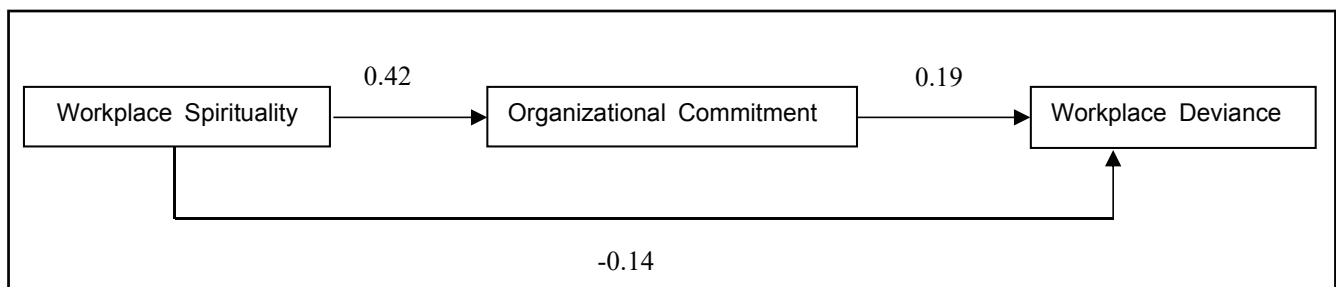 0.42
0.19
Workplace Spirituality
Organizational Commitment
Workplace Deviance
-0.14